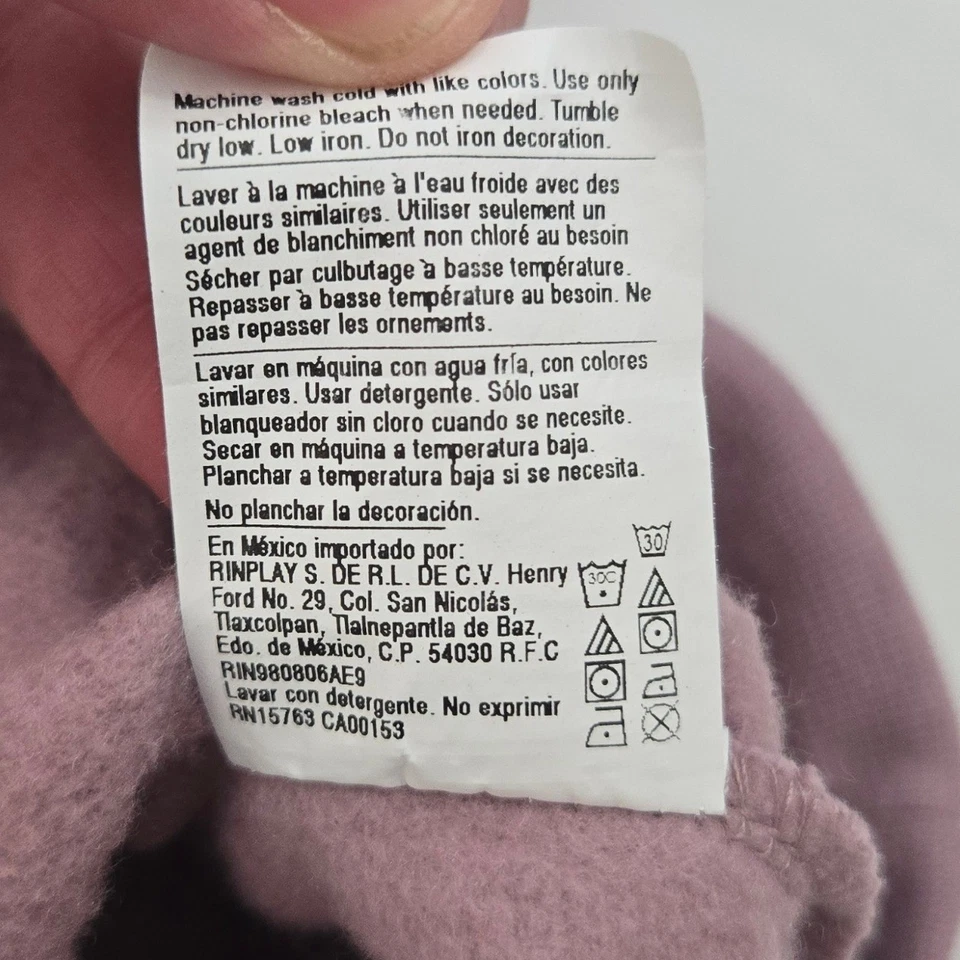 Machine wash cold with like colors. Use only
non-chlorine bleach when needed. Tumble
dry low. Low iron. Do not iron decoration.
Laver à la machine à l'eau froide avec des
couleurs similaires. Utiliser seulement un
agent de blanchiment non chloré au besoin
Sécher par culbutage à basse température.
Repasser à basse température au besoin. Ne
pas repasser les ornements.
Lavar en máquina con agua fría, con colores
similares. Usar detergente. Sólo usar
blanqueador sin cloro cuando se necesite.
Secar en máquina a temperatura baja.
Planchar a temperatura baja si se necesita.
No planchar la decoración.
En México importado por:
RINPLAY S. DE R.L. DE C.V. Henry
Ford No. 29, Col. San Nicolás,
Tlaxcolpan, Tlalnepantla de Baz,
Edo. de México, C.P. 54030 R.F.C
RIN980806AE9
Lavar con detergente. No exprimir
RN15763 CA00153
30C
30